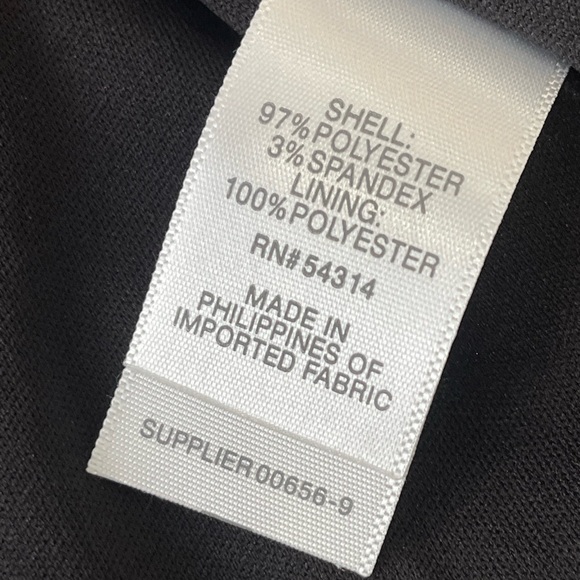 SHELL:
97% POLYESTER
3% SPANDEX
LINING:
100% POLYESTER
RN# 54314
MADE IN
PHILIPPINES OF
IMPORTED FABRIC
SUPPLIER 00656-9